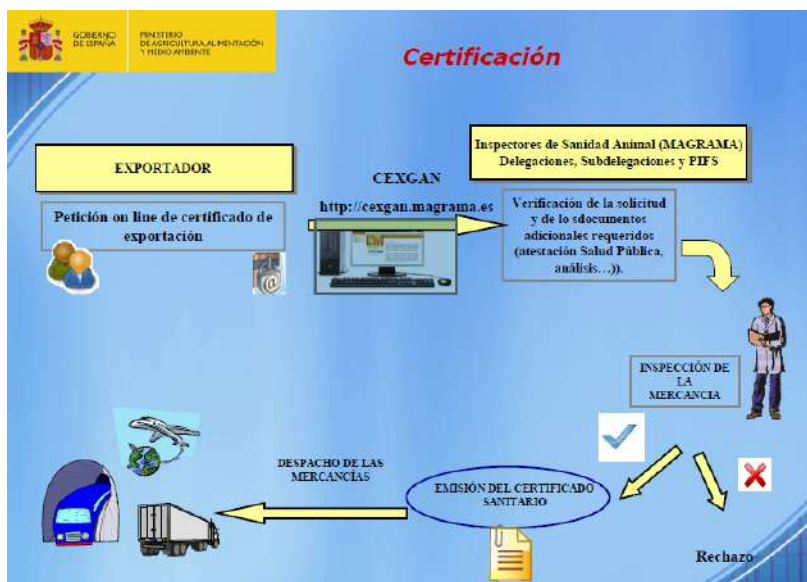 GOBIERNO
DE ESPAÑA
MINISTERIO
DE AGRICULTURA, ALIMENTACIÓN
Y MEDIO AMBIENTE
Certificación
EXPORTADOR
Petición on line de certificado de
exportación
CEXGAN
http://cexgan.magrama.es
Inspectores de Sanidad Animal (MAGRAMA)
Delegaciones, Subdelegaciones y PIFS
Verificación de la solicitud
y de lo sdocumentos
adicionales requeridos
(atestación Salud Pública,
análisis…)).
INSPECCIÓN DE
LA
MERCANCIA
DESPACHO DE LAS
MERCANCÍAS
EMISIÓN DEL CERTIFICADO
SANITARIO
Rechazo